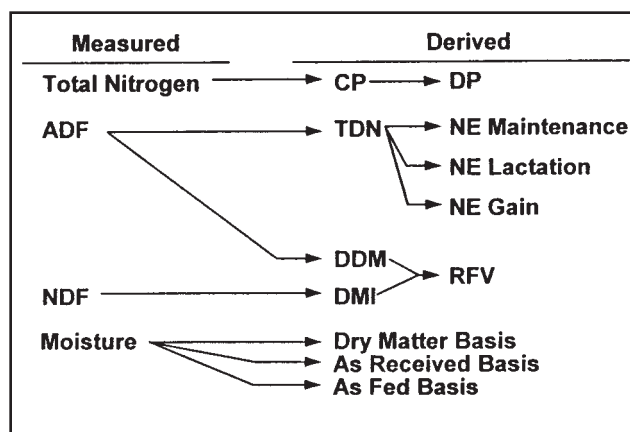 Measured Derived
Total Nitrogen CP DP
ADF TDN NE Maintenance
NE Lactation
NE Gain
DDM
RFV
NDF DMI
Moisture Dry Matter Basis
As Received Basis
As Fed Basis